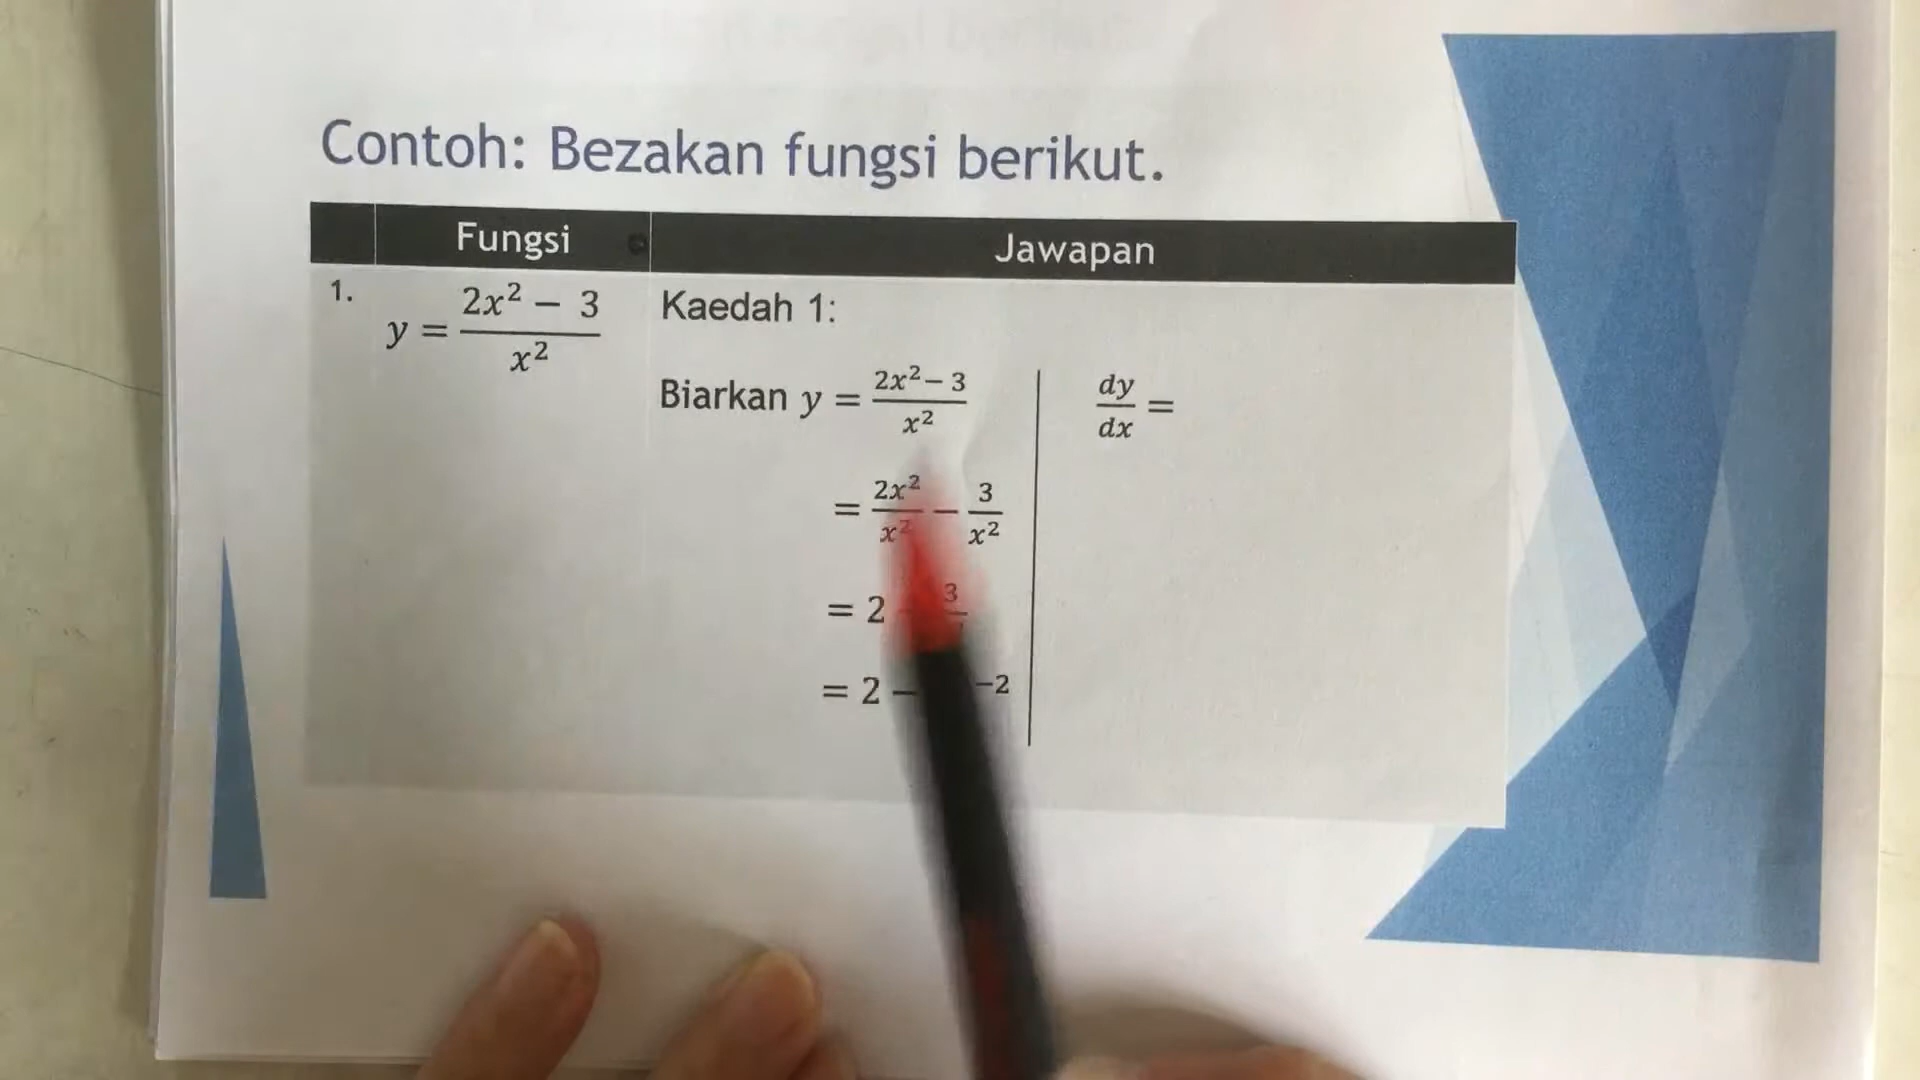 Contoh: Bezakan fungsi berikut.
Fungsi Jawapan
1. y = (2x² − 3)/x²
Kaedah 1:
Biarkan y = (2x² − 3)/x²
dy/dx =
= 2x²/x² − 3/x²
= 2 3
= 2 − −2